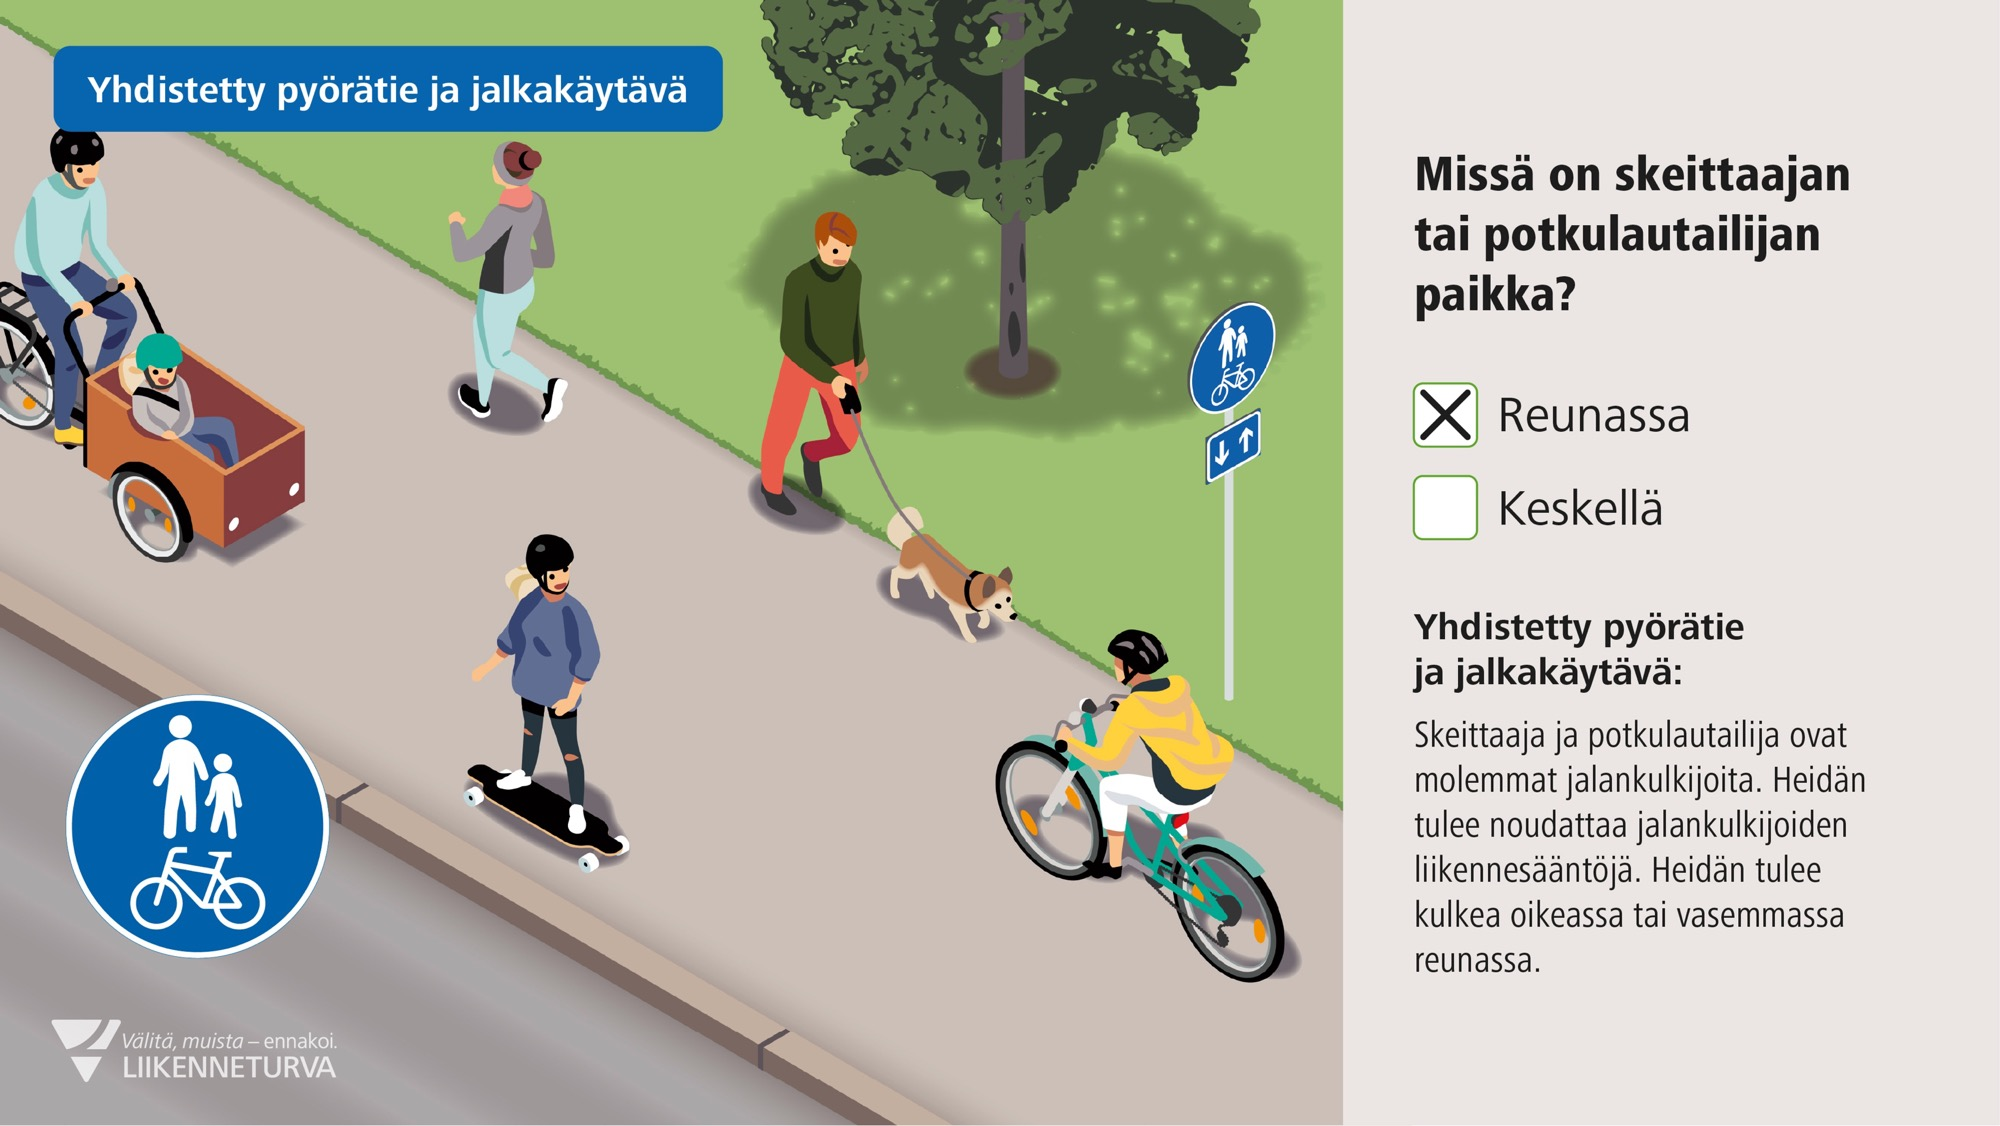 Yhdistetty pyörätie ja jalkakäytävä
Missä on skeittaajan
tai potkulautailijan
paikka?
Reunassa
Keskellä
Yhdistetty pyörätie
ja jalkakäytävä:
Skeittaaja ja potkulautailija ovat
molemmat jalankulkijoita. Heidän
tulee noudattaa jalankulkijoiden
liikennesääntöjä. Heidän tulee
kulkea oikeassa tai vasemmassa
reunassa.
Välitä, muista – ennakoi.
LIIKENNETURVA